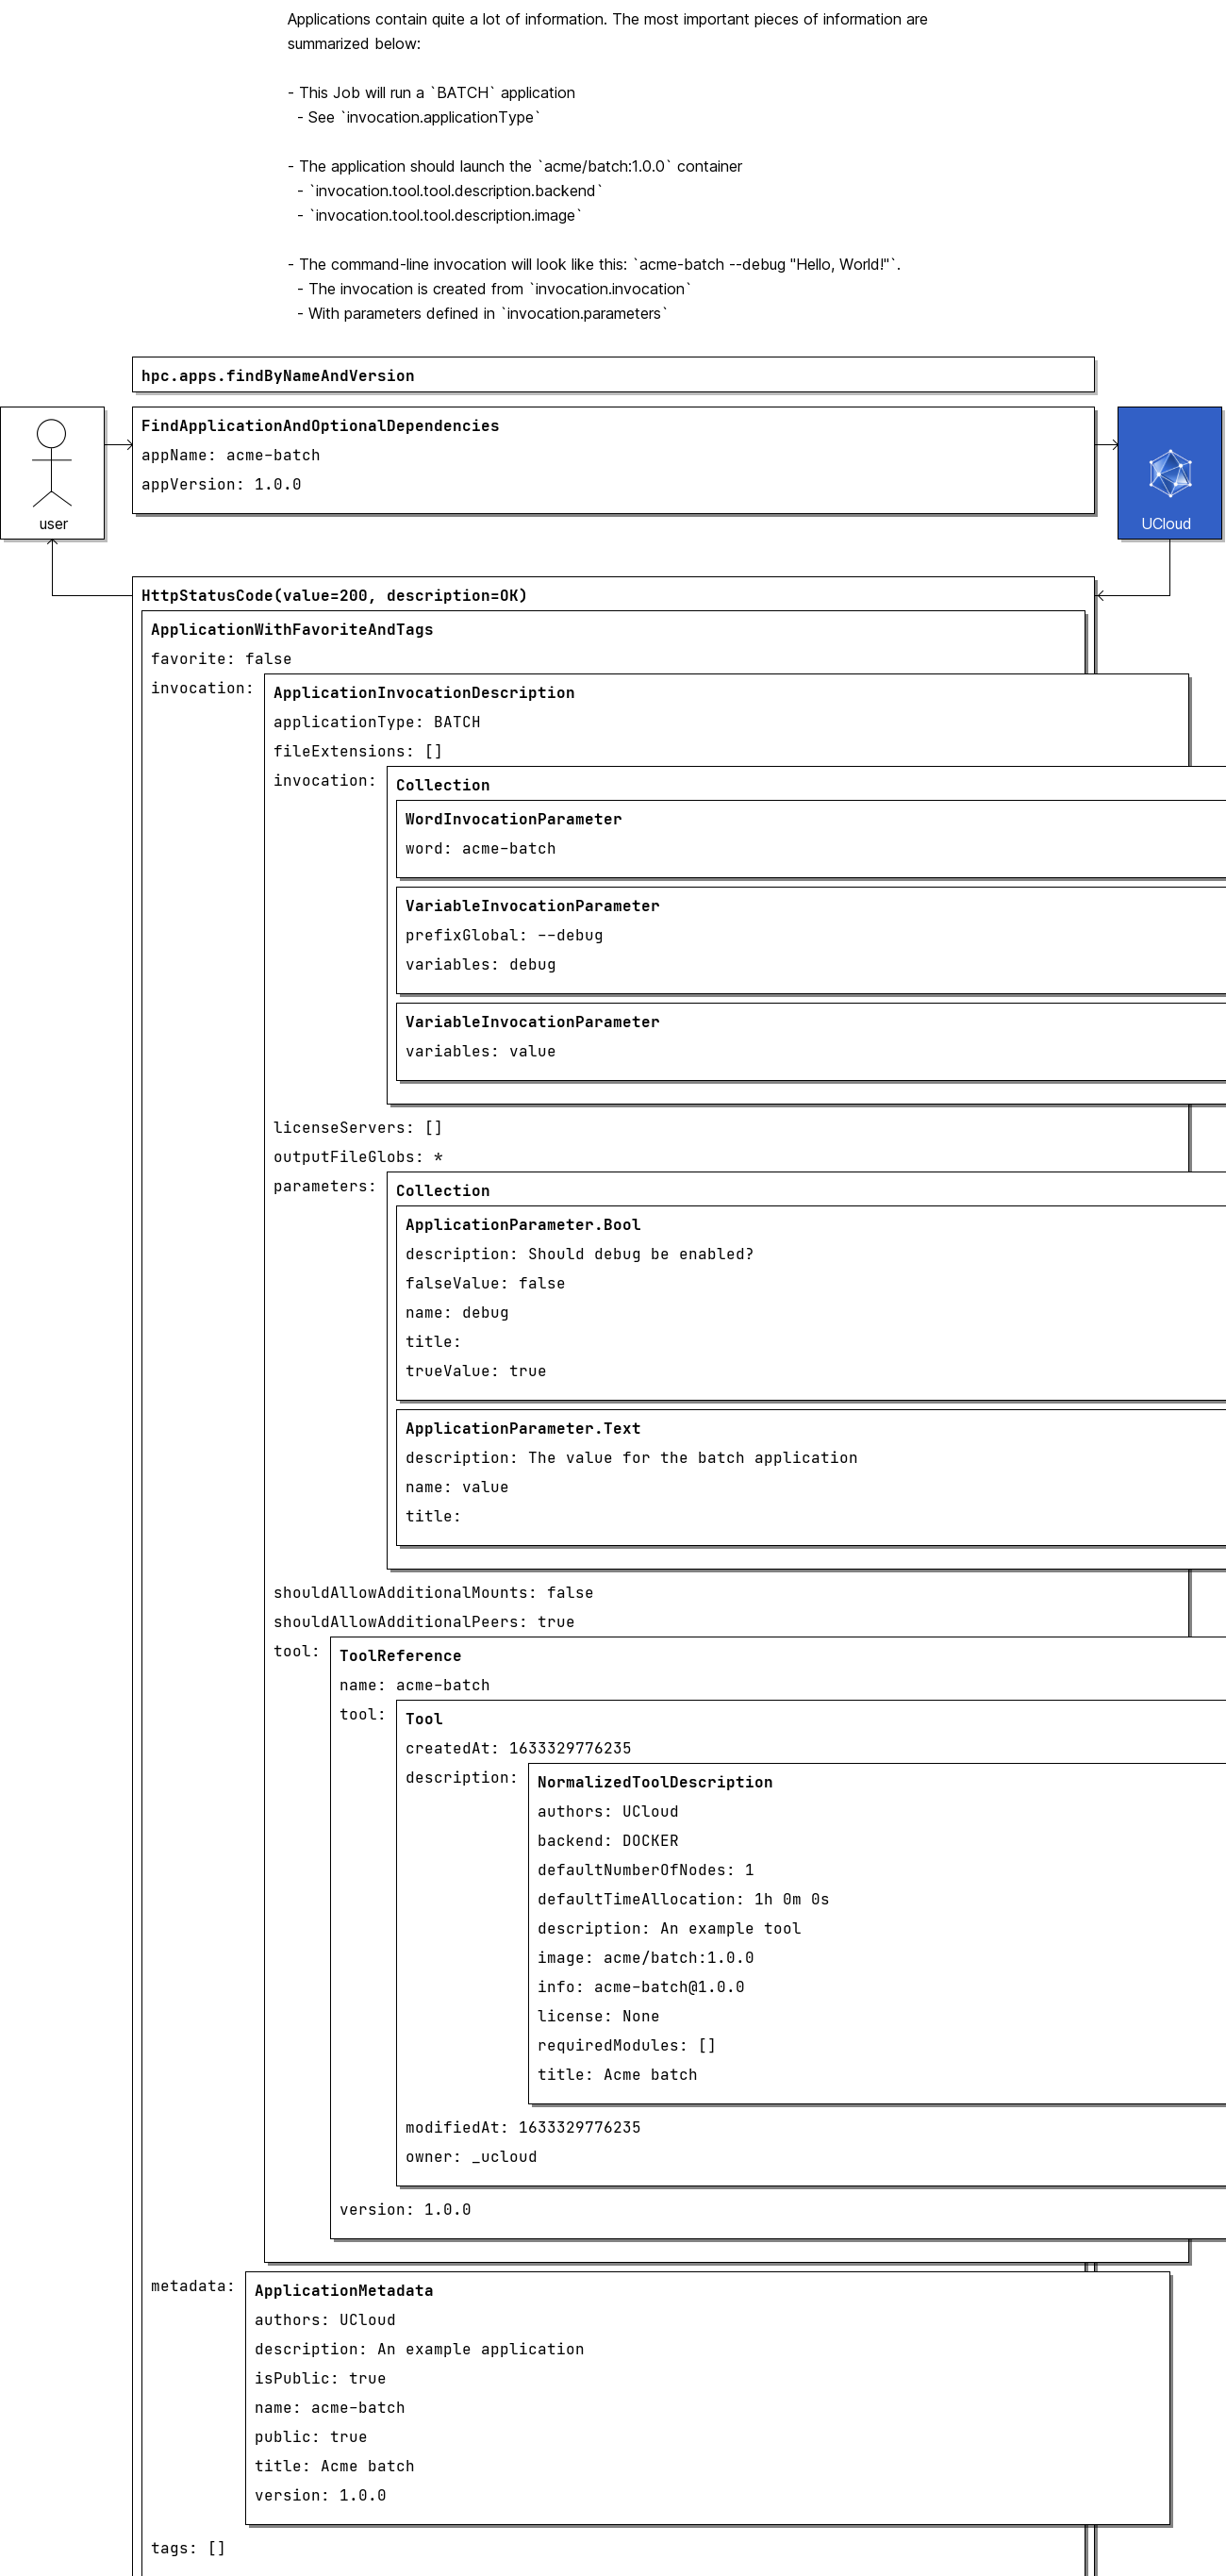 Applications contain quite a lot of information. The most important pieces of information are
summarized below:
- This Job will run a `BATCH` application
- See `invocation.applicationType`
- The application should launch the `acme/batch:1.0.0` container
- `invocation.tool.tool.description.backend`
- `invocation.tool.tool.description.image`
- The command-line invocation will look like this: `acme-batch --debug "Hello, World!"`.
- The invocation is created from `invocation.invocation`
- With parameters defined in `invocation.parameters`
hpc.apps.findByNameAndVersion
FindApplicationAndOptionalDependencies
appName: acme-batch
appVersion: 1.0.0
user
UCloud
HttpStatusCode(value=200, description=OK)
ApplicationWithFavoriteAndTags
favorite: false
invocation:
ApplicationInvocationDescription
applicationType: BATCH
fileExtensions: []
invocation:
Collection
WordInvocationParameter
word: acme-batch
VariableInvocationParameter
prefixGlobal: --debug
variables: debug
VariableInvocationParameter
variables: value
licenseServers: []
outputFileGlobs: *
parameters:
Collection
ApplicationParameter.Bool
description: Should debug be enabled?
falseValue: false
name: debug
title:
trueValue: true
ApplicationParameter.Text
description: The value for the batch application
name: value
title:
shouldAllowAdditionalMounts: false
shouldAllowAdditionalPeers: true
tool:
ToolReference
name: acme-batch
tool:
Tool
createdAt: 1633329776235
description:
NormalizedToolDescription
authors: UCloud
backend: DOCKER
defaultNumberOfNodes: 1
defaultTimeAllocation: 1h 0m 0s
description: An example tool
image: acme/batch:1.0.0
info: acme-batch@1.0.0
license: None
requiredModules: []
title: Acme batch
modifiedAt: 1633329776235
owner: _ucloud
version: 1.0.0
metadata:
ApplicationMetadata
authors: UCloud
description: An example application
isPublic: true
name: acme-batch
public: true
title: Acme batch
version: 1.0.0
tags: []